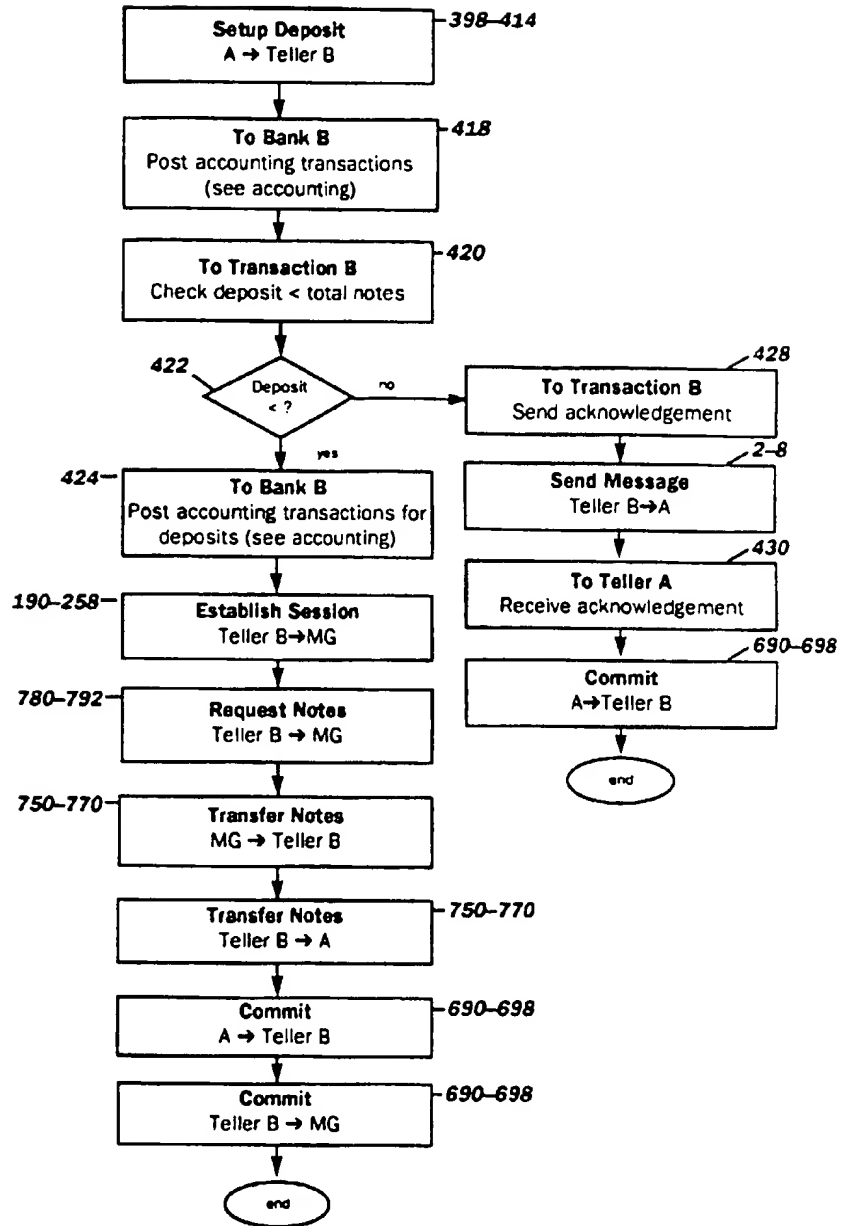 Setup Deposit
A → Teller B
398–414
To Bank B
Post accounting transactions
(see accounting)
418
To Transaction B
Check deposit < total notes
420
422
Deposit
< ?
no
yes
424
To Bank B
Post accounting transactions for
deposits (see accounting)
190–258
Establish Session
Teller B→MG
780–792
Request Notes
Teller B → MG
750–770
Transfer Notes
MG → Teller B
Transfer Notes
Teller B → A
750–770
Commit
A → Teller B
690–698
Commit
Teller B → MG
690–698
end
428
To Transaction B
Send acknowledgement
2–8
Send Message
Teller B→A
430
To Teller A
Receive acknowledgement
690–698
Commit
A→Teller B
end